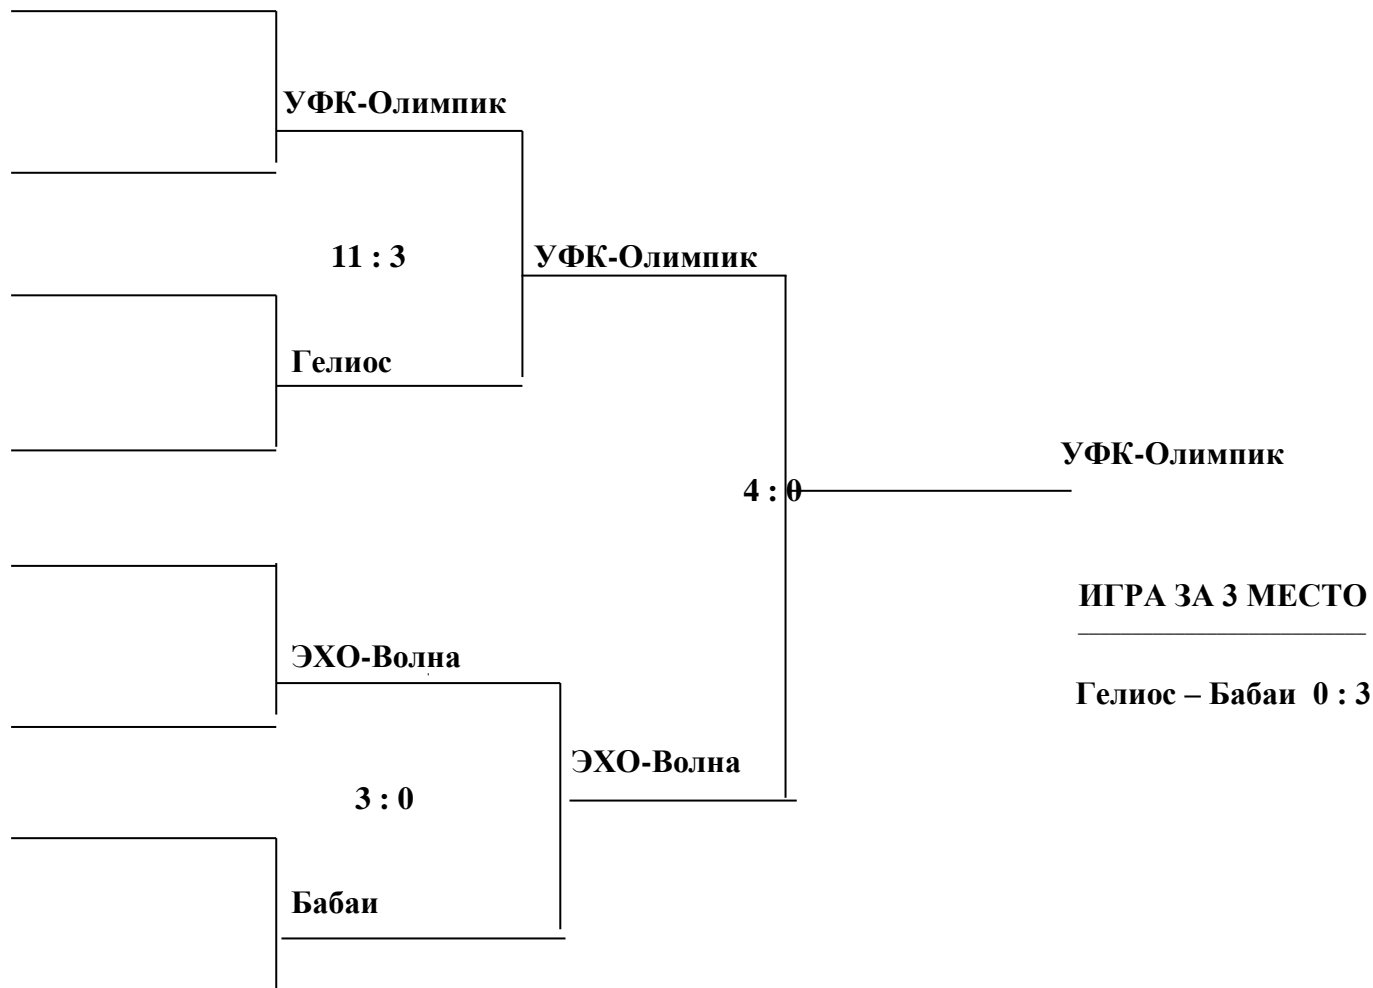 УФК-Олимпик
11 : 3
УФК-Олимпик
Гелиос
УФК-Олимпик
4 : 0
ИГРА ЗА 3 МЕСТО
ЭХО-Волна
Гелиос – Бабаи 0 : 3
ЭХО-Волна
3 : 0
Бабаи